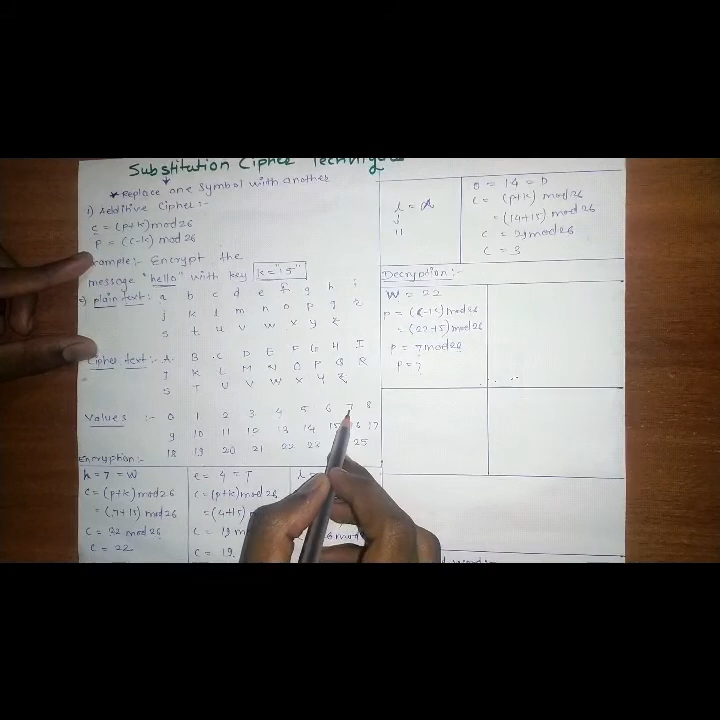 Substitution Cipher Techniques
* Replace one symbol with another
1) Additive Cipher:-
C = (P+K) mod 26
P = (C-K) mod 26
Example:- Encrypt the
message "hello" with key K = "15"
plain text:- a b c d e f g h i
j k l m n o p q r
s t u v w x y z
Cipher text:- A B C D E F G H I
J K L M N O P Q R
S T U V W X Y Z
Values :- 0 1 2 3 4 5 6 7 8
9 10 11 12 13 14 15 16 17
18 19 20 21 22 23 25
Encryption:-
h = 7 = W
C = (P+K) mod 26
= (7+15) mod 26
C = 22 mod 26
C = 22
e = 4 = T
C = (P+K) mod 26
= (4+15)
C = 19
C = 19
l =
mod
l =
11
o = 14 = D
C = (P+K) mod 26
= (14+15) mod 26
C = 29 mod 26
C = 3
Decryption:-
W = 22
P = (C-K) mod 26
= (22-15) mod 26
P = 7 mod 26
P = 7